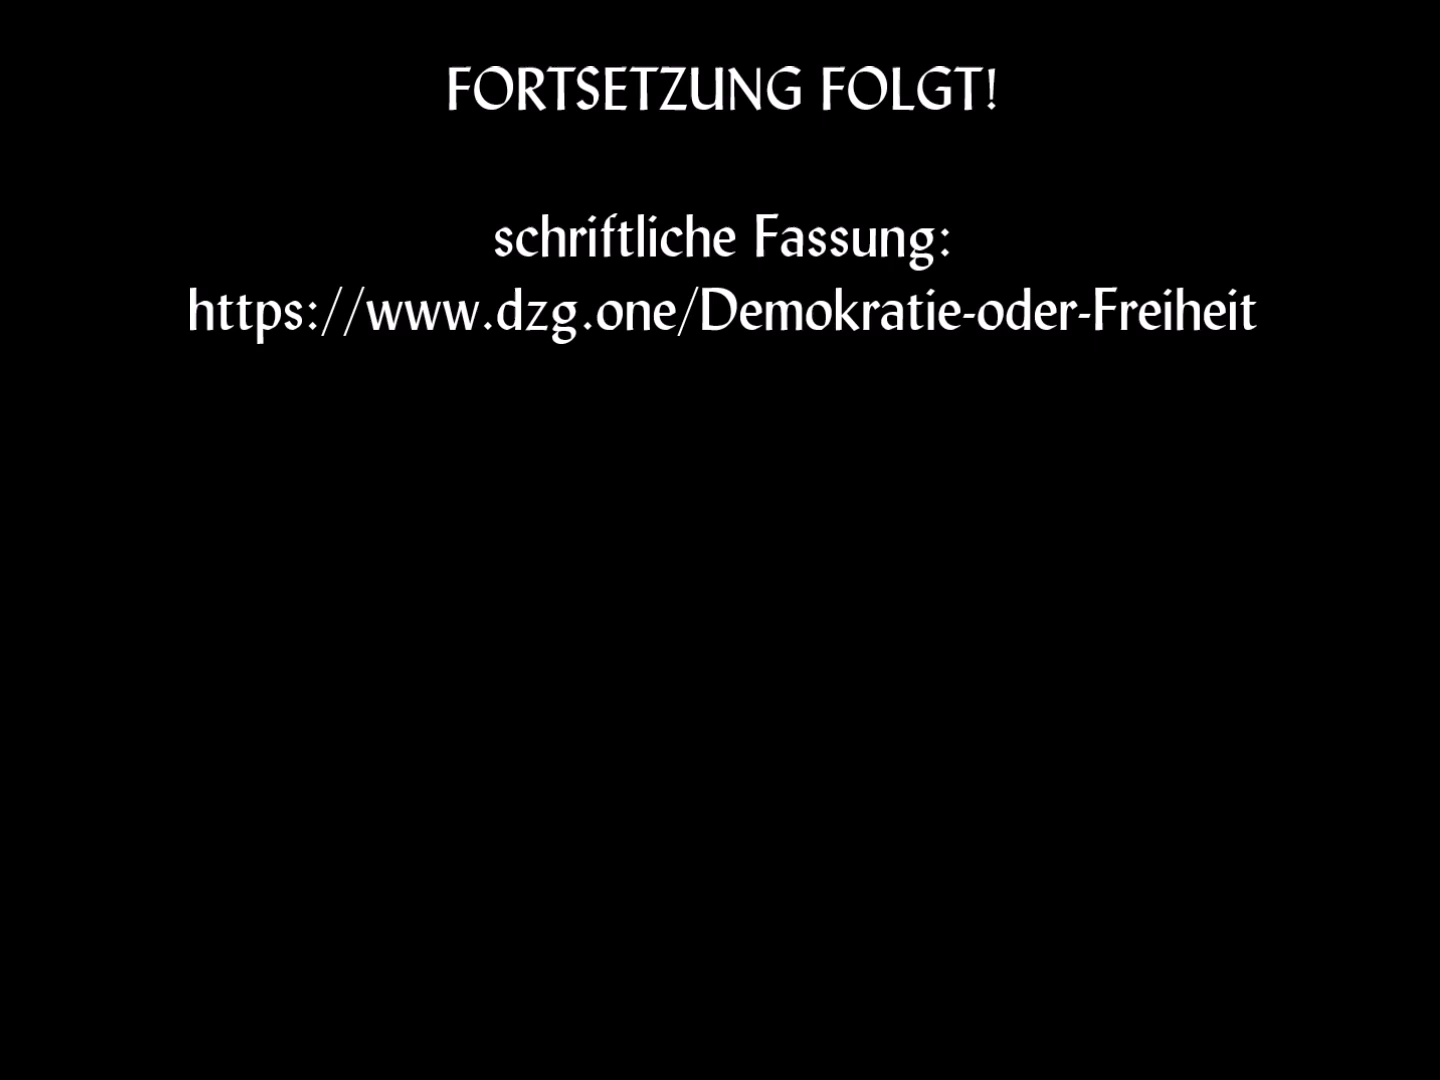 FORTSETZUNG FOLGT!
schriftliche Fassung:
https://www.dzg.one/Demokratie-oder-Freiheit